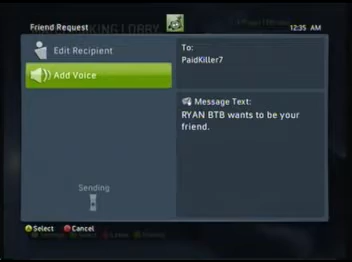 Friend Request
12:35 AM
Edit Recipient
Add Voice
To:
PaidKiller7
Message Text:
RYAN BTB wants to be your
friend.
Sending
A Select B Cancel